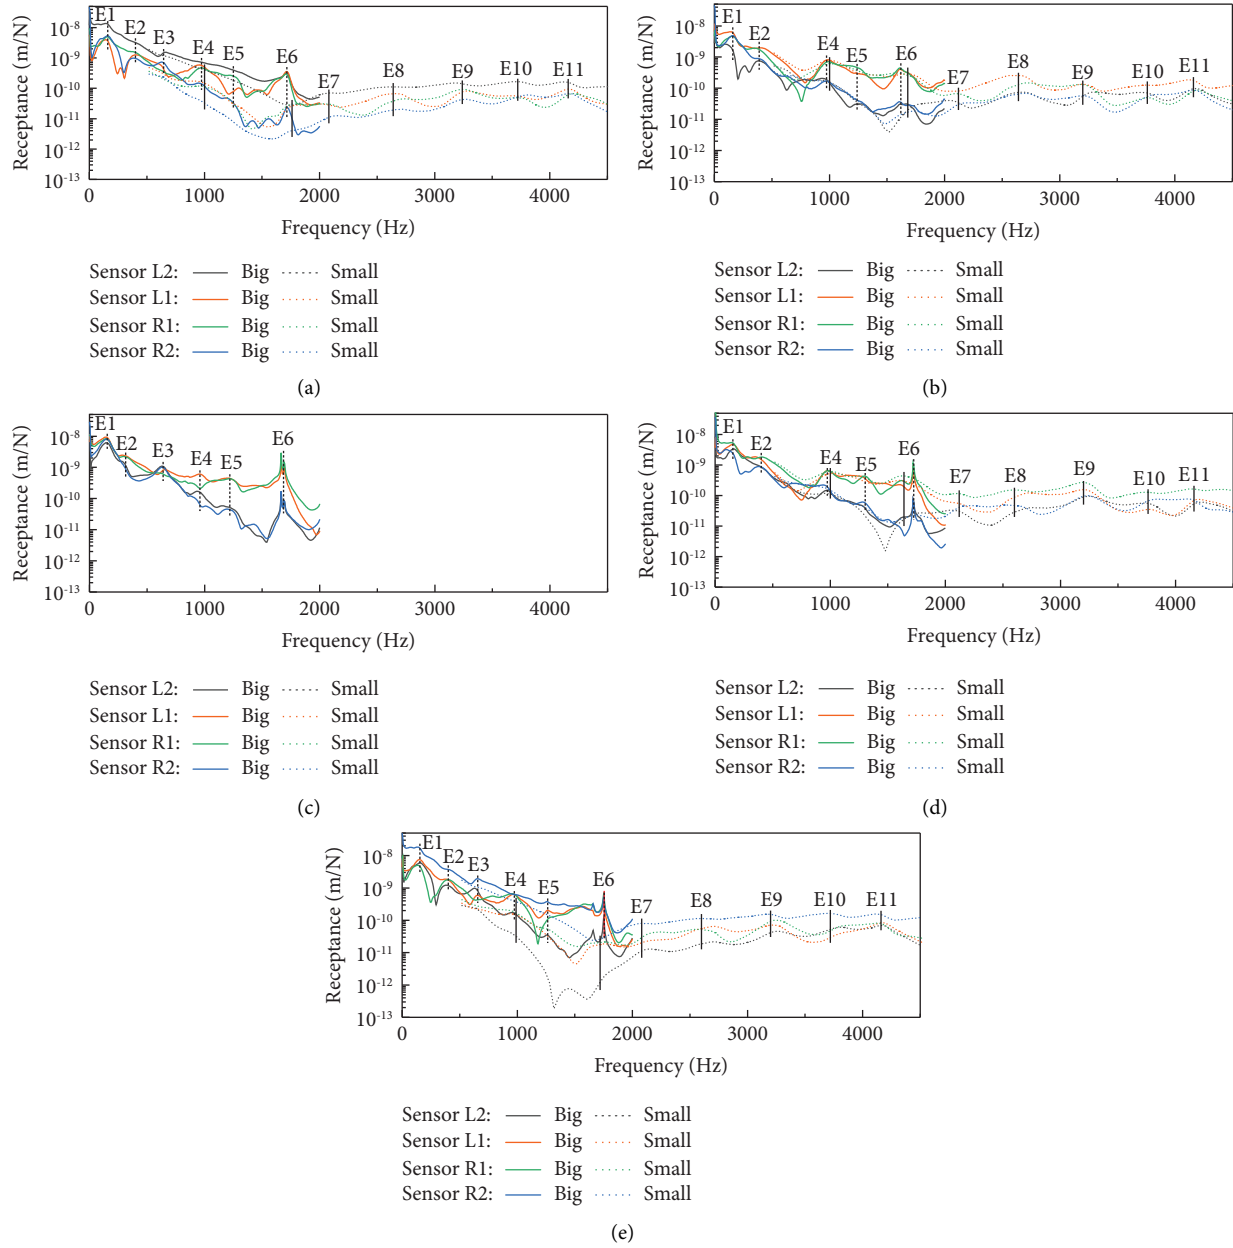 Receptance (m/N)
10-8
10-9
10-10
10-11
10-12
10-13
E1
E2
E3
E4
E5
E6
E7
E8
E9
E10
E11
0
1000
2000
3000
4000
Frequency (Hz)
Sensor L2: Big Small
Sensor L1: Big Small
Sensor R1: Big Small
Sensor R2: Big Small
(a)
Receptance (m/N)
10-8
10-9
10-10
10-11
10-12
10-13
E1
E2
E4
E5
E6
E7
E8
E9
E10
E11
0
1000
2000
3000
4000
Frequency (Hz)
Sensor L2: Big Small
Sensor L1: Big Small
Sensor R1: Big Small
Sensor R2: Big Small
(b)
Receptance (m/N)
10-8
10-9
10-10
10-11
10-12
10-13
E1
E2
E3
E4
E5
E6
0
1000
2000
3000
4000
Frequency (Hz)
Sensor L2: Big Small
Sensor L1: Big Small
Sensor R1: Big Small
Sensor R2: Big Small
(c)
Receptance (m/N)
10-8
10-9
10-10
10-11
10-12
10-13
E1
E2
E4
E5
E6
E7
E8
E9
E10
E11
0
1000
2000
3000
4000
Frequency (Hz)
Sensor L2: Big Small
Sensor L1: Big Small
Sensor R1: Big Small
Sensor R2: Big Small
(d)
Receptance (m/N)
10-8
10-9
10-10
10-11
10-12
10-13
E1
E2
E3
E4
E5
E6
E7
E8
E9
E10
E11
0
1000
2000
3000
4000
Frequency (Hz)
Sensor L2: Big Small
Sensor L1: Big Small
Sensor R1: Big Small
Sensor R2: Big Small
(e)